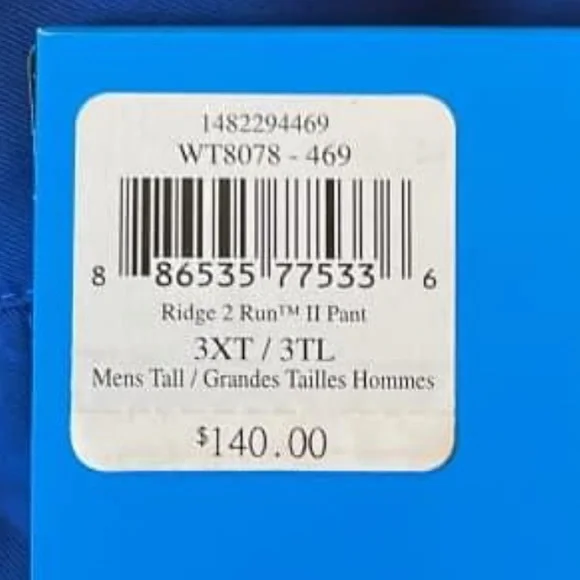 1482294469
WT8078 - 469
8 86535 77533 6
Ridge 2 Run™ II Pant
3XT / 3TL
Mens Tall / Grandes Tailles Hommes
$140.00